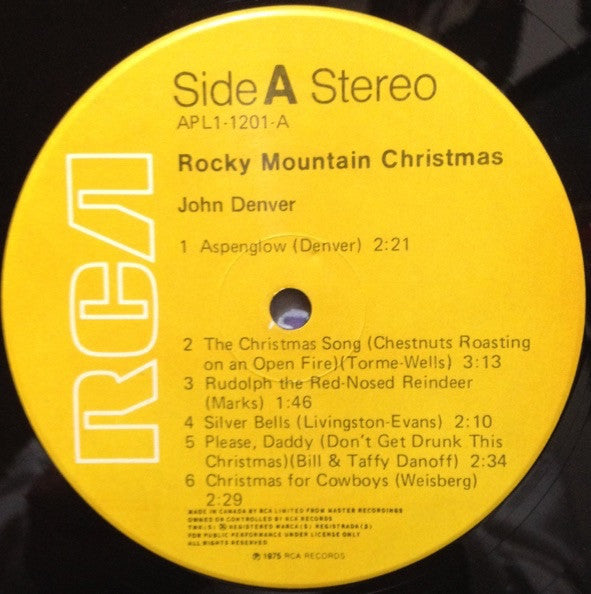 Side A Stereo
APL1-1201-A
Rocky Mountain Christmas
John Denver
1 Aspenglow (Denver) 2:21
RCA
2 The Christmas Song (Chestnuts Roasting
on an Open Fire)(Torme-Wells) 3:13
3 Rudolph the Red-Nosed Reindeer
(Marks) 1:46
4 Silver Bells (Livingston-Evans) 2:10
5 Please, Daddy (Don't Get Drunk This
Christmas)(Bill & Taffy Danoff) 2:34
6 Christmas for Cowboys (Weisberg)
2:29
MADE IN CANADA BY RCA LIMITED FROM MASTER RECORDINGS
OWNED OR CONTROLLED BY RCA RECORDS
TMK(S) ® REGISTERED MARCA(S) REGISTRADA(S)
FOR PUBLIC PERFORMANCE UNDER LICENSE ONLY
ALL RIGHTS RESERVED
℗ 1975 RCA RECORDS